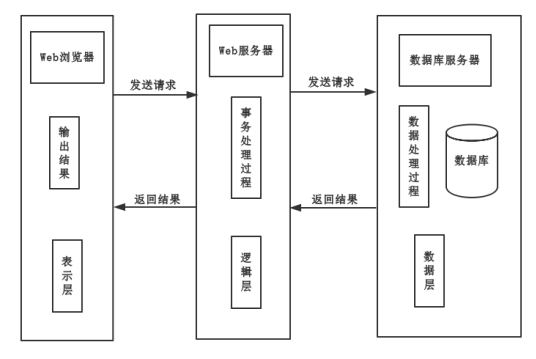 Web浏览器
输出结果
表示层
发送请求
返回结果
Web服务器
事务处理过程
逻辑层
发送请求
返回结果
数据库服务器
数据处理过程
数据库
数据层